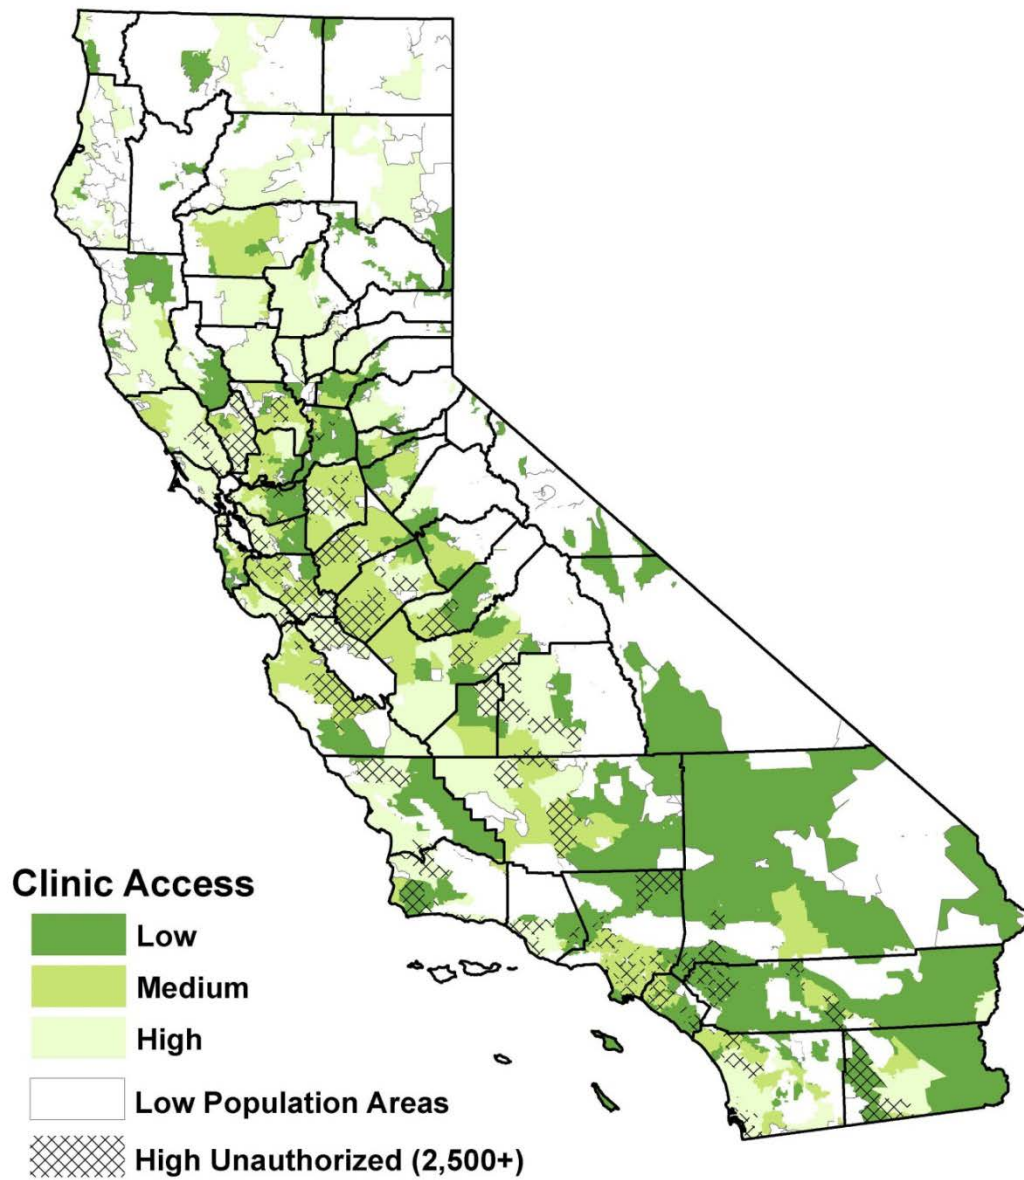 Clinic Access
Low
Medium
High
Low Population Areas
High Unauthorized (2,500+)